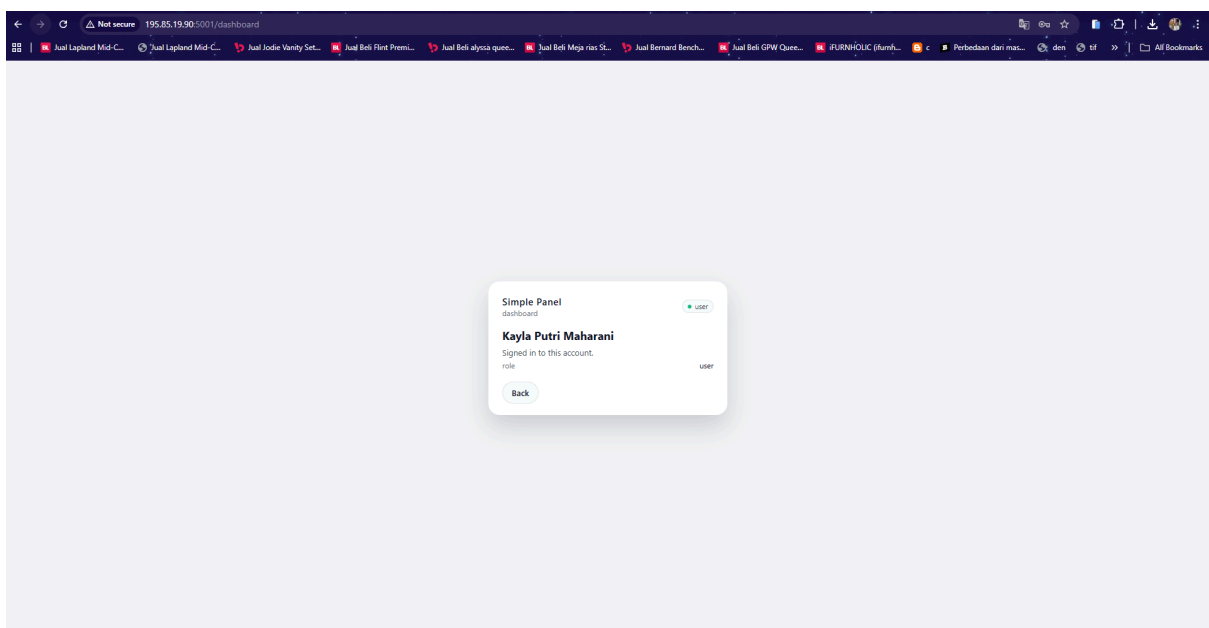 Not secure 195.85.19.90:5001/dashboard
Jual Lapland Mid-C... Jual Lapland Mid-C... Jual Jodie Vanity Set... Jual Beli Flint Premi... Jual Beli alyssa quee... Jual Beli Meja rias St... Jual Bernard Bench... Jual Beli GPW Quee... iFURNHOLIC (ifurnh... c Perbedaan dari mas... den tif » All Bookmarks
Simple Panel
user
dashboard
Kayla Putri Maharani
Signed in to this account.
role user
Back